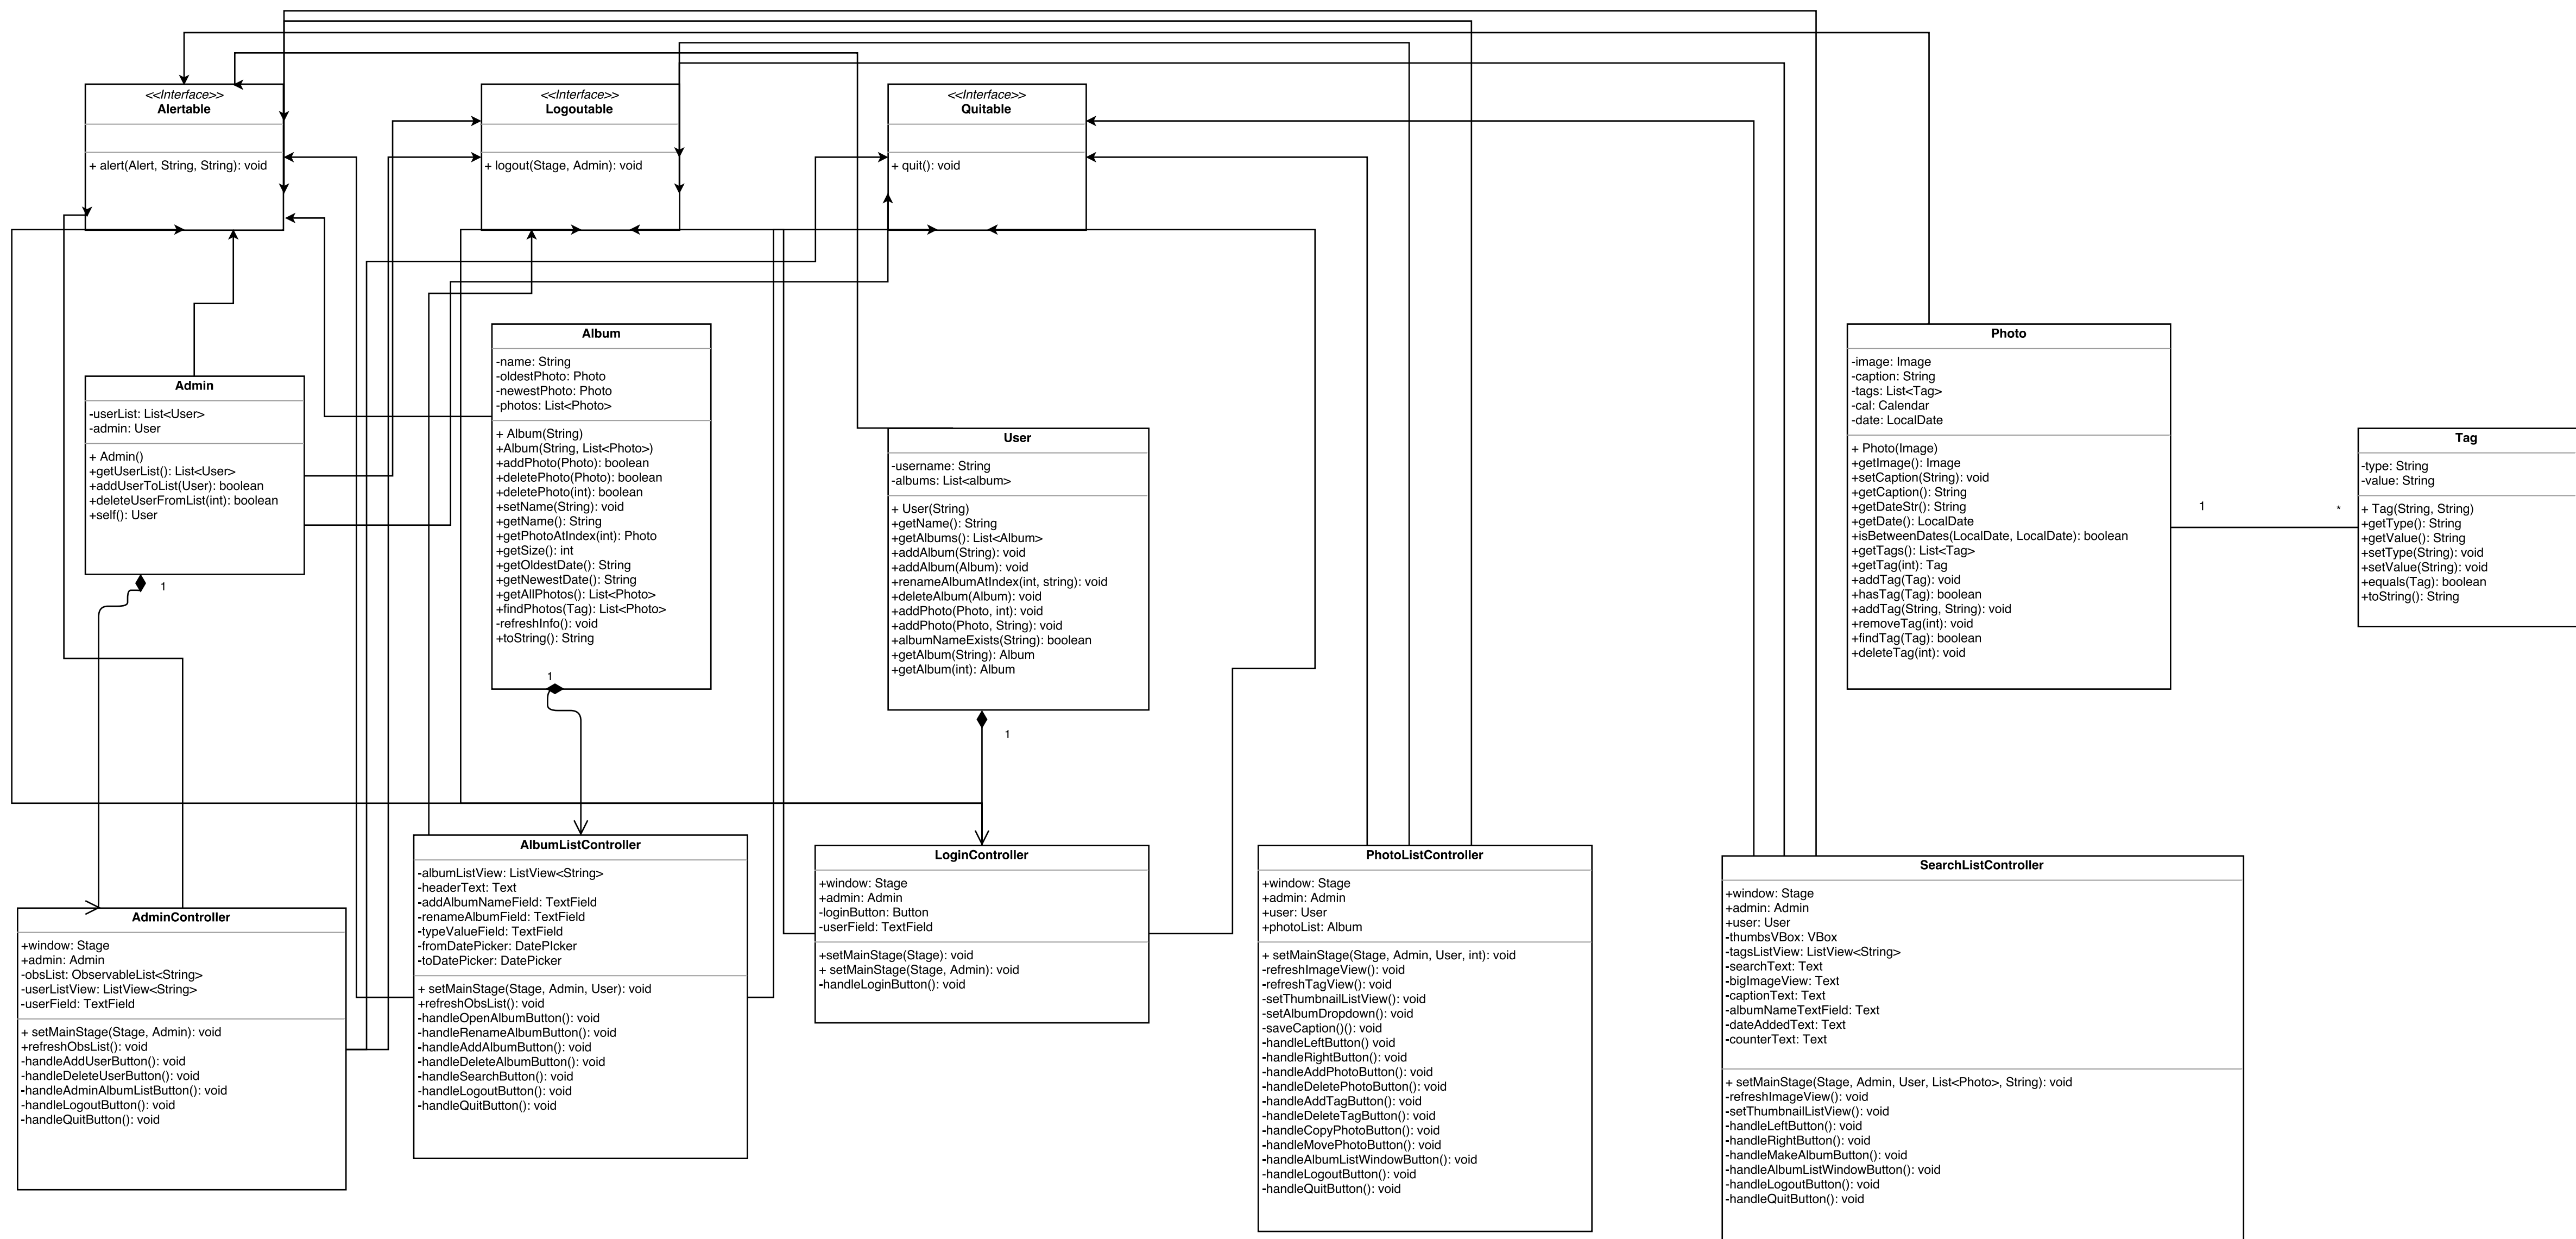 <<Interface>>
Alertable
+ alert(Alert, String, String): void
<<Interface>>
Logoutable
+ logout(Stage, Admin): void
<<Interface>>
Quitable
+ quit(): void
Admin
-userList: List<User>
-admin: User
+ Admin()
+getUserList(): List<User>
+addUserToList(User): boolean
+deleteUserFromList(int): boolean
+self(): User
1
Album
-name: String
-oldestPhoto: Photo
-newestPhoto: Photo
-photos: List<Photo>
+ Album(String)
+Album(String, List<Photo>)
+addPhoto(Photo): boolean
+deletePhoto(Photo): boolean
+deletePhoto(int): boolean
+setName(String): void
+getName(): String
+getPhotoAtIndex(int): Photo
+getSize(): int
+getOldestDate(): String
+getNewestDate(): String
+getAllPhotos(): List<Photo>
+findPhotos(Tag): List<Photo>
-refreshInfo(): void
+toString(): String
1
User
-username: String
-albums: List<album>
+ User(String)
+getName(): String
+getAlbums(): List<Album>
+addAlbum(String): void
+addAlbum(Album): void
+renameAlbumAtIndex(int, string): void
+deleteAlbum(Album): void
+addPhoto(Photo, int): void
+addPhoto(Photo, String): void
+albumNameExists(String): boolean
+getAlbum(String): Album
+getAlbum(int): Album
1
Photo
-image: Image
-caption: String
-tags: List<Tag>
-cal: Calendar
-date: LocalDate
+ Photo(Image)
+getImage(): Image
+setCaption(String): void
+getCaption(): String
+getDateStr(): String
+getDate(): LocalDate
+isBetweenDates(LocalDate, LocalDate): boolean
+getTags(): List<Tag>
+getTag(int): Tag
+addTag(Tag): void
+hasTag(Tag): boolean
+addTag(String, String): void
+removeTag(int): void
+findTag(Tag): boolean
+deleteTag(int): void
1
*
Tag
-type: String
-value: String
+ Tag(String, String)
+getType(): String
+getValue(): String
+setType(String): void
+setValue(String): void
+equals(Tag): boolean
+toString(): String
AdminController
+window: Stage
+admin: Admin
-obsList: ObservableList<String>
-userListView: ListView<String>
-userField: TextField
+ setMainStage(Stage, Admin): void
+refreshObsList(): void
-handleAddUserButton(): void
-handleDeleteUserButton(): void
-handleAdminAlbumListButton(): void
-handleLogoutButton(): void
-handleQuitButton(): void
AlbumListController
-albumListView: ListView<String>
-headerText: Text
-addAlbumNameField: TextField
-renameAlbumField: TextField
-typeValueField: TextField
-fromDatePicker: DatePIcker
-toDatePicker: DatePicker
+ setMainStage(Stage, Admin, User): void
+refreshObsList(): void
-handleOpenAlbumButton(): void
-handleRenameAlbumButton(): void
-handleAddAlbumButton(): void
-handleDeleteAlbumButton(): void
-handleSearchButton(): void
-handleLogoutButton(): void
-handleQuitButton(): void
LoginController
+window: Stage
+admin: Admin
-loginButton: Button
-userField: TextField
+setMainStage(Stage): void
+ setMainStage(Stage, Admin): void
-handleLoginButton(): void
PhotoListController
+window: Stage
+admin: Admin
+user: User
+photoList: Album
+ setMainStage(Stage, Admin, User, int): void
-refreshImageView(): void
-refreshTagView(): void
-setThumbnailListView(): void
-setAlbumDropdown(): void
-saveCaption()(): void
-handleLeftButton() void
-handleRightButton(): void
-handleAddPhotoButton(): void
-handleDeletePhotoButton(): void
-handleAddTagButton(): void
-handleDeleteTagButton(): void
-handleCopyPhotoButton(): void
-handleMovePhotoButton(): void
-handleAlbumListWindowButton(): void
-handleLogoutButton(): void
-handleQuitButton(): void
SearchListController
+window: Stage
+admin: Admin
+user: User
-thumbsVBox: VBox
-tagsListView: ListView<String>
-searchText: Text
-bigImageView: Text
-captionText: Text
-albumNameTextField: Text
-dateAddedText: Text
-counterText: Text
+ setMainStage(Stage, Admin, User, List<Photo>, String): void
-refreshImageView(): void
-setThumbnailListView(): void
-handleLeftButton(): void
-handleRightButton(): void
-handleMakeAlbumButton(): void
-handleAlbumListWindowButton(): void
-handleLogoutButton(): void
-handleQuitButton(): void